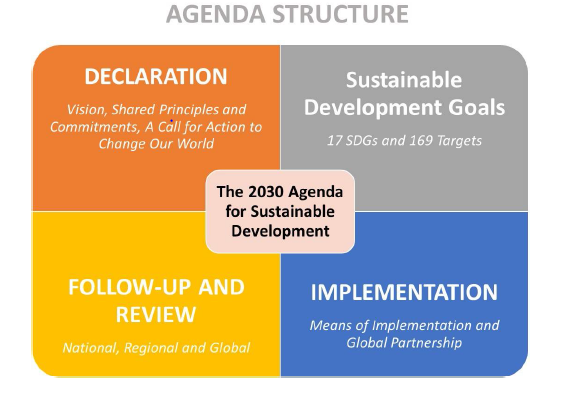 AGENDA STRUCTURE
DECLARATION
Vision, Shared Principles and
Commitments, A Call for Action to
Change Our World
Sustainable
Development Goals
17 SDGs and 169 Targets
The 2030 Agenda
for Sustainable
Development
FOLLOW-UP AND
REVIEW
National, Regional and Global
IMPLEMENTATION
Means of Implementation and
Global Partnership